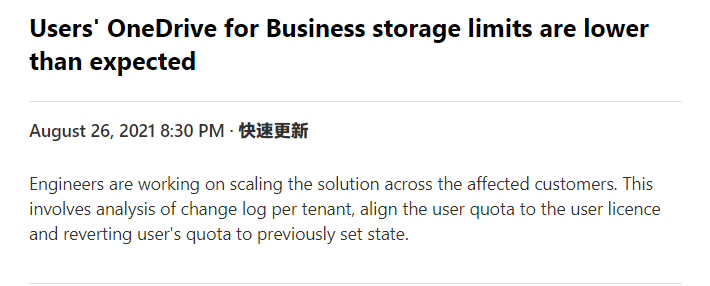 Users' OneDrive for Business storage limits are lower
than expected
August 26, 2021 8:30 PM · 快速更新
Engineers are working on scaling the solution across the affected customers. This
involves analysis of change log per tenant, align the user quota to the user licence
and reverting user's quota to previously set state.